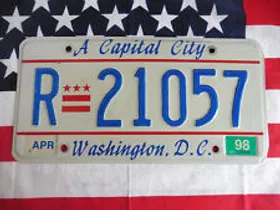 A Capital City
R 21057
APR Washington, D.C. 98